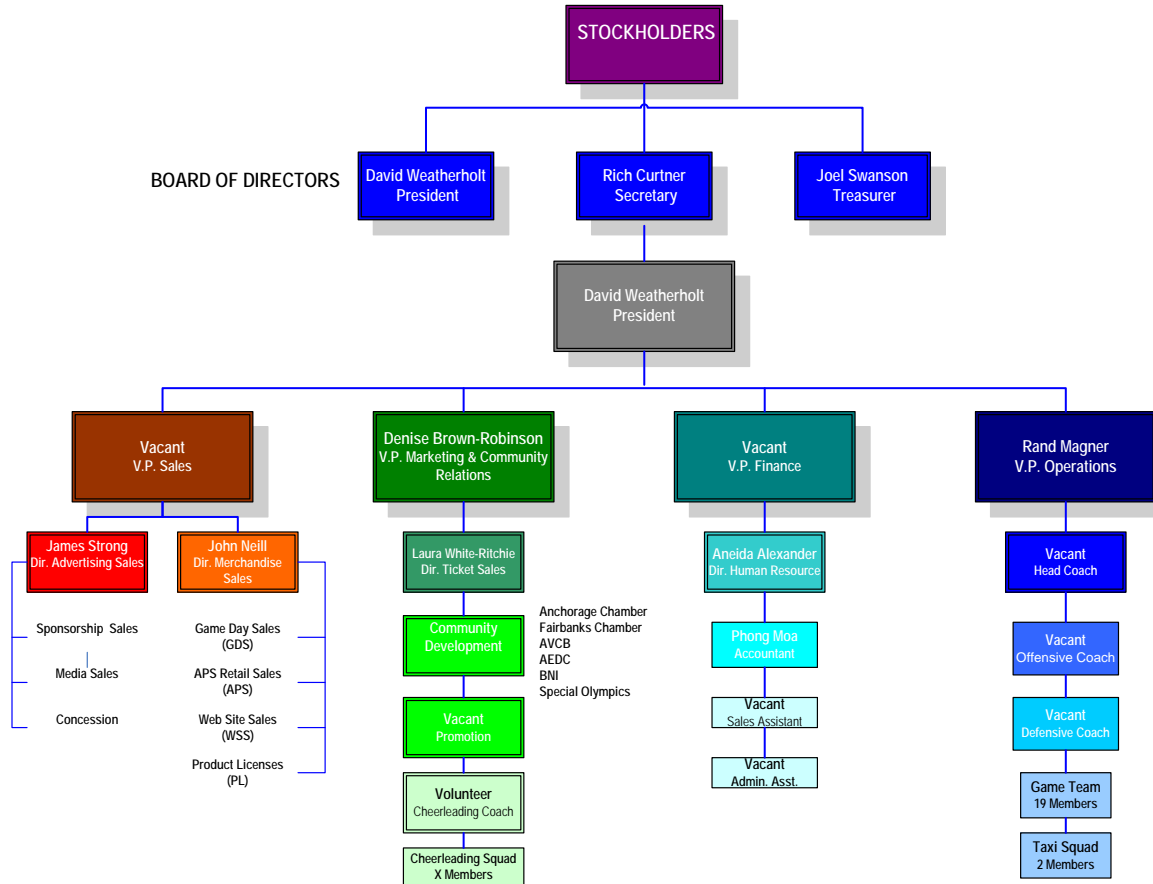 STOCKHOLDERS
BOARD OF DIRECTORS
David Weatherholt
President
Rich Curtner
Secretary
Joel Swanson
Treasurer
David Weatherholt
President
Vacant
V.P. Sales
Denise Brown-Robinson
V.P. Marketing & Community
Relations
Vacant
V.P. Finance
Rand Magner
V.P. Operations
James Strong
Dir. Advertising Sales
John Neill
Dir. Merchandise
Sales
Laura White-Ritchie
Dir. Ticket Sales
Aneida Alexander
Dir. Human Resource
Vacant
Head Coach
Sponsorship Sales
Media Sales
Concession
Game Day Sales
(GDS)
APS Retail Sales
(APS)
Web Site Sales
(WSS)
Product Licenses
(PL)
Community
Development
Anchorage Chamber
Fairbanks Chamber
AVCB
AEDC
BNI
Special Olympics
Vacant
Promotion
Volunteer
Cheerleading Coach
Cheerleading Squad
X Members
Phong Moa
Accountant
Vacant
Sales Assistant
Vacant
Admin. Asst.
Vacant
Offensive Coach
Vacant
Defensive Coach
Game Team
19 Members
Taxi Squad
2 Members